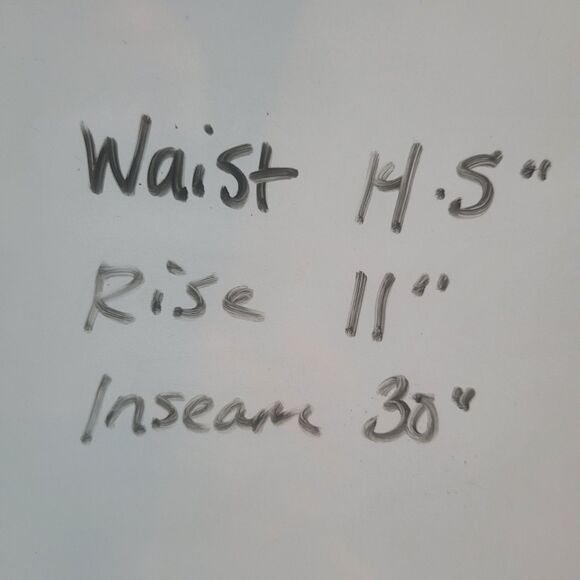 Waist 14.5"
Rise 11"
Inseam 30"